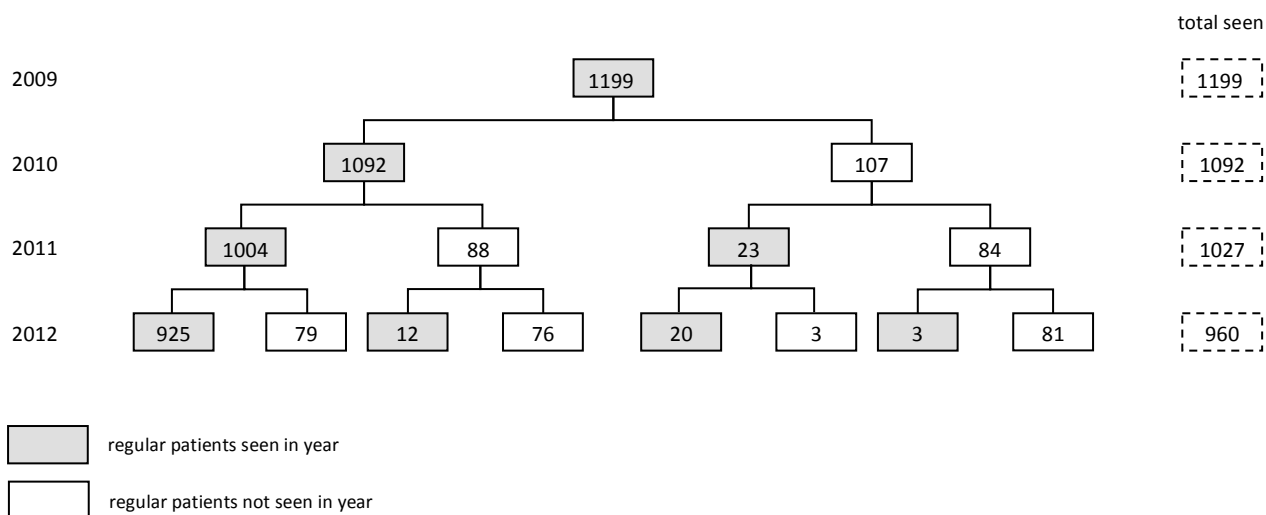 total seen
2009 1199 1199
2010 1092 107 1092
2011 1004 88 23 84 1027
2012 925 79 12 76 20 3 3 81 960
regular patients seen in year
regular patients not seen in year